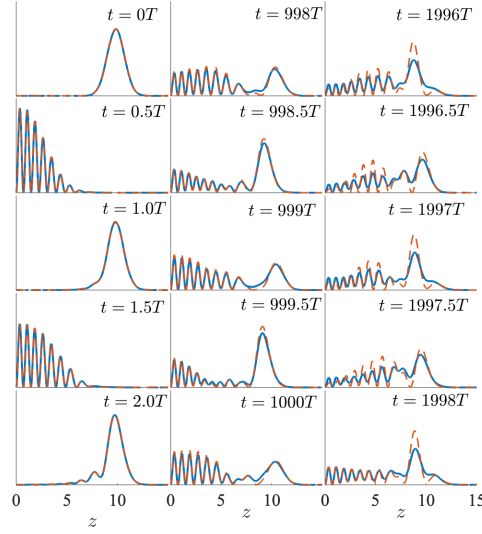 t = 0T
t = 998T
t = 1996T
t = 0.5T
t = 998.5T
t = 1996.5T
t = 1.0T
t = 999T
t = 1997T
t = 1.5T
t = 999.5T
t = 1997.5T
t = 2.0T
t = 1000T
t = 1998T
0 5 10 0 5 10 0 5 10 15
z z z